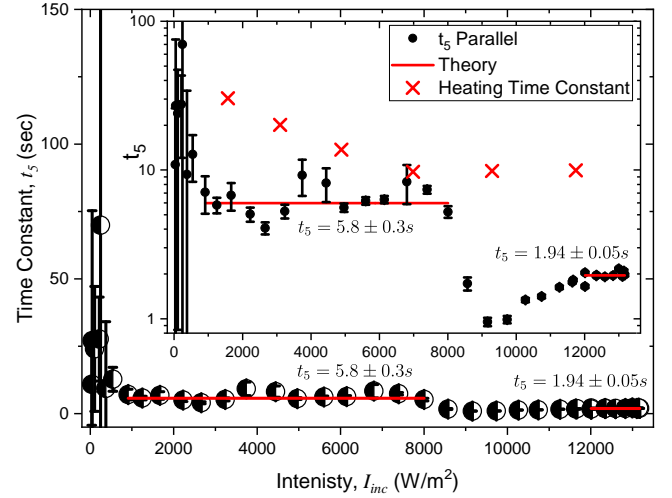 150
100
50
0
Time Constant, t5 (sec)
100
10
1
t5
t5 Parallel
Theory
Heating Time Constant
t5 = 5.8 ± 0.3s
t5 = 1.94 ± 0.05s
0 2000 4000 6000 8000 10000 12000
t5 = 5.8 ± 0.3s
t5 = 1.94 ± 0.05s
0 2000 4000 6000 8000 10000 12000
Intenisty, Iinc (W/m²)